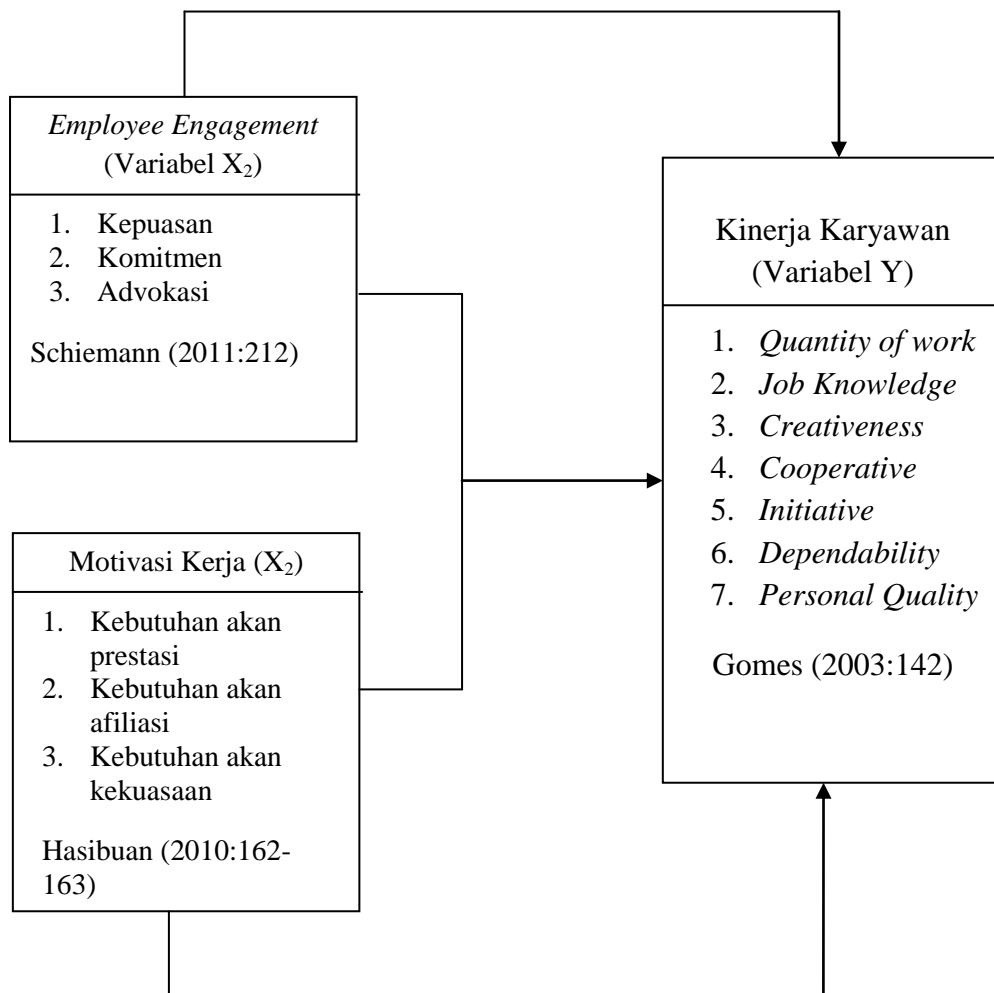 Employee Engagement
(Variabel X₂)
1. Kepuasan
2. Komitmen
3. Advokasi
Schiemann (2011:212)
Motivasi Kerja (X₂)
1. Kebutuhan akan
prestasi
2. Kebutuhan akan
afiliasi
3. Kebutuhan akan
kekuasaan
Hasibuan (2010:162-
163)
Kinerja Karyawan
(Variabel Y)
1. Quantity of work
2. Job Knowledge
3. Creativeness
4. Cooperative
5. Initiative
6. Dependability
7. Personal Quality
Gomes (2003:142)